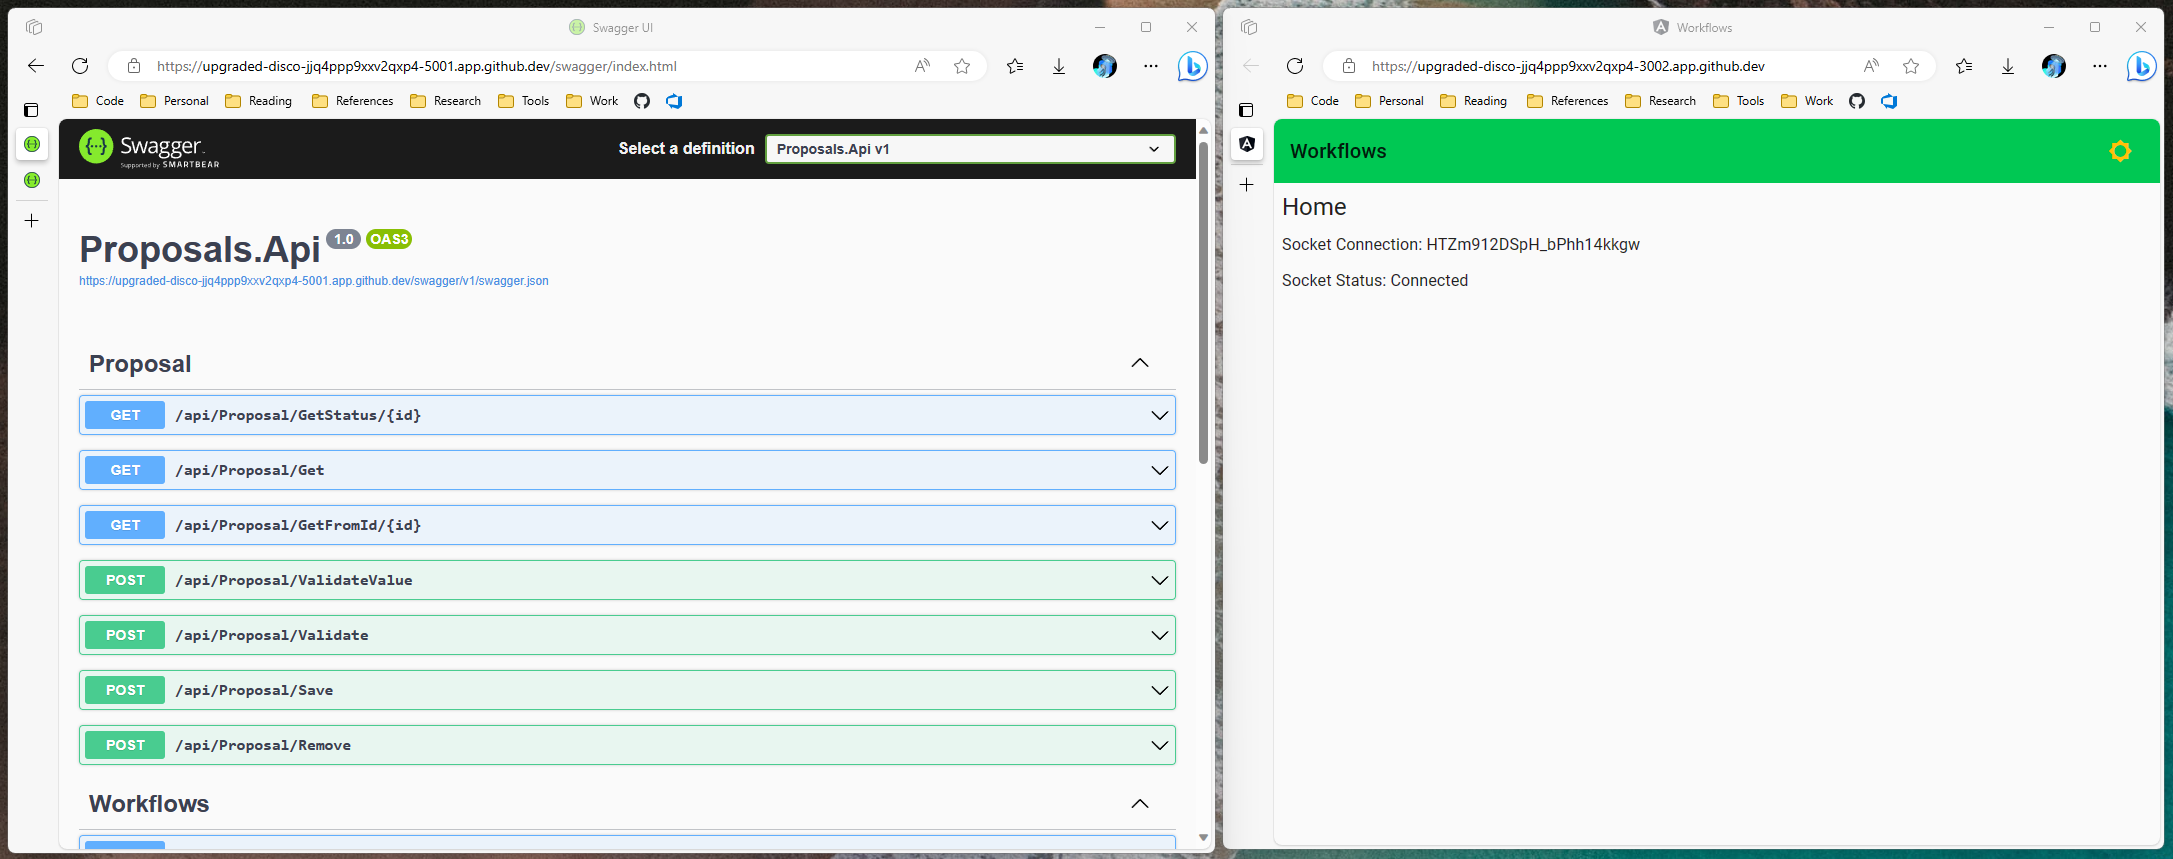 Swagger UI
https://upgraded-disco-jjq4ppp9xxv2qxp4-5001.app.github.dev/swagger/index.html
Code Personal Reading References Research Tools Work
Swagger
Supported by SMARTBEAR
Select a definition
Proposals.Api v1
Proposals.Api 1.0 OAS3
https://upgraded-disco-jjq4ppp9xxv2qxp4-5001.app.github.dev/swagger/v1/swagger.json
Proposal
GET /api/Proposal/GetStatus/{id}
GET /api/Proposal/Get
GET /api/Proposal/GetFromId/{id}
POST /api/Proposal/ValidateValue
POST /api/Proposal/Validate
POST /api/Proposal/Save
POST /api/Proposal/Remove
Workflows
Workflows
https://upgraded-disco-jjq4ppp9xxv2qxp4-3002.app.github.dev
Code Personal Reading References Research Tools Work
Workflows
Home
Socket Connection: HTZm912DSpH_bPhh14kkgw
Socket Status: Connected